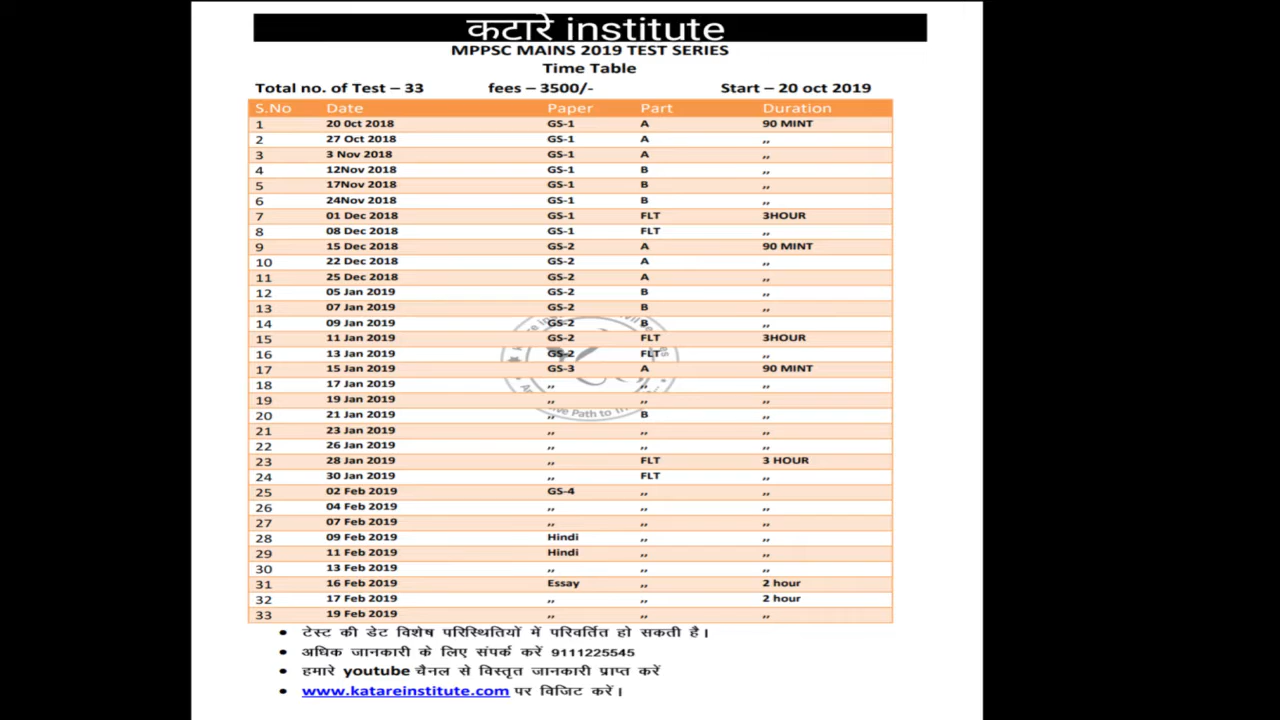 कटारे institute
MPPSC MAINS 2019 TEST SERIES
Time Table
Total no. of Test – 33 fees – 3500/- Start – 20 oct 2019
S.No Date Paper Part Duration
1 20 0ct 2018 GS-1 A 90 MINT
2 27 Oct 2018 GS-1 A ,,
3 3 Nov 2018 GS-1 A ,,
4 12Nov 2018 GS-1 B ,,
5 17Nov 2018 GS-1 B ,,
6 24Nov 2018 GS-1 B ,,
7 01 Dec 2018 GS-1 FLT 3HOUR
8 08 Dec 2018 GS-1 FLT ,,
9 15 Dec 2018 GS-2 A 90 MINT
10 22 Dec 2018 GS-2 A ,,
11 25 Dec 2018 GS-2 A ,,
12 05 Jan 2019 GS-2 B ,,
13 07 Jan 2019 GS-2 B ,,
14 09 Jan 2019 GS-2 B ,,
15 11 Jan 2019 GS-2 FLT 3HOUR
16 13 Jan 2019 GS-2 FLT ,,
17 15 Jan 2019 GS-3 A 90 MINT
18 17 Jan 2019 ,, ,, ,,
19 19 Jan 2019 ,, ,, ,,
20 21 Jan 2019 ,, B ,,
21 23 Jan 2019 ,, ,, ,,
22 26 Jan 2019 ,, ,, ,,
23 28 Jan 2019 ,, FLT 3 HOUR
24 30 Jan 2019 ,, FLT ,,
25 02 Feb 2019 GS-4 ,, ,,
26 04 Feb 2019 ,, ,, ,,
27 07 Feb 2019 ,, ,, ,,
28 09 Feb 2019 Hindi ,, ,,
29 11 Feb 2019 Hindi ,, ,,
30 13 Feb 2019 ,, ,, ,,
31 16 Feb 2019 Essay ,, 2 hour
32 17 Feb 2019 ,, ,, 2 hour
33 19 Feb 2019 ,, ,, ,,
• टेस्ट की डेट विशेष परिस्थितियों में परिवर्तित हो सकती है।
• अधिक जानकारी के लिए संपर्क करें 9111225545
• हमारे youtube चैनल से विस्तृत जानकारी प्राप्त करें
• www.katareinstitute.com पर विजिट करें।